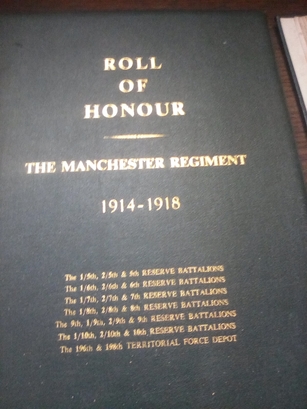 ROLL
OF
HONOUR
THE MANCHESTER REGIMENT
1914-1918
The 1/5th, 2/5th & 5th RESERVE BATTALIONS
The 1/6th, 2/6th & 6th RESERVE BATTALIONS
The 1/7th, 2/7th & 7th RESERVE BATTALIONS
The 1/8th, 2/8th & 8th RESERVE BATTALIONS
The 9th, 1/9th, 2/9th & 9th RESERVE BATTALIONS
The 1/10th, 2/10th & 10th RESERVE BATTALIONS
The 196th & 198th TERRITORIAL FORCE DEPOT